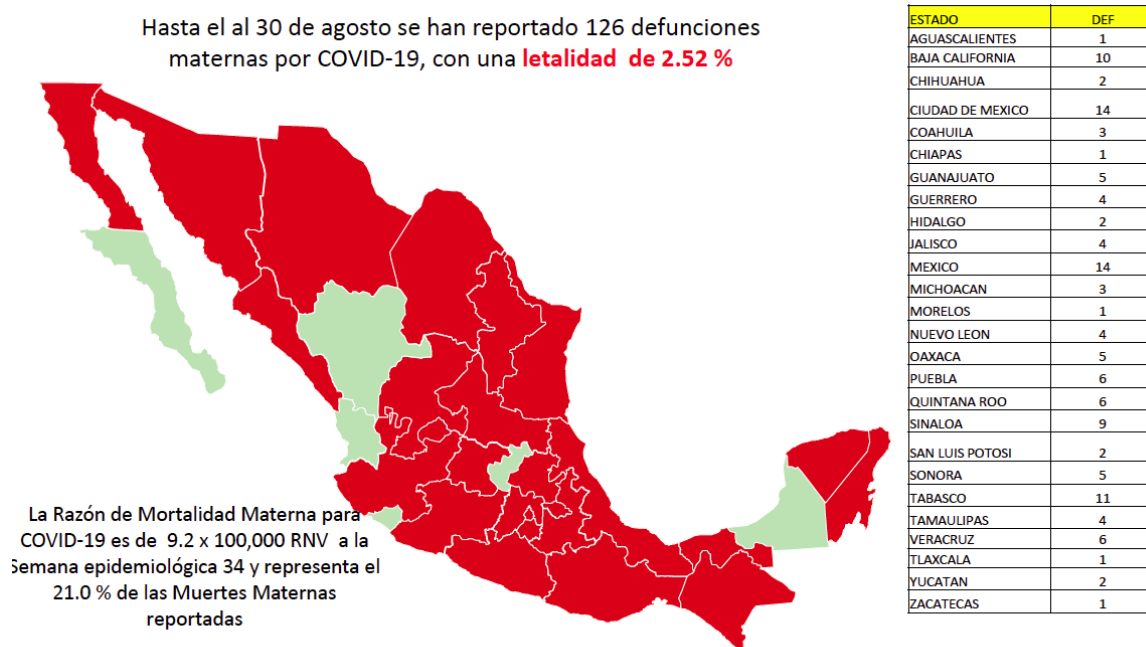 Hasta el al 30 de agosto se han reportado 126 defunciones
maternas por COVID-19, con una letalidad de 2.52 %
La Razón de Mortalidad Materna para
COVID-19 es de 9.2 x 100,000 RNV a la
Semana epidemiológica 34 y representa el
21.0 % de las Muertes Maternas
reportadas
ESTADO DEF
AGUASCALIENTES 1
BAJA CALIFORNIA 10
CHIHUAHUA 2
CIUDAD DE MEXICO 14
COAHUILA 3
CHIAPAS 1
GUANAJUATO 5
GUERRERO 4
HIDALGO 2
JALISCO 4
MEXICO 14
MICHOACAN 3
MORELOS 1
NUEVO LEON 4
OAXACA 5
PUEBLA 6
QUINTANA ROO 6
SINALOA 9
SAN LUIS POTOSI 2
SONORA 5
TABASCO 11
TAMAULIPAS 4
VERACRUZ 6
TLAXCALA 1
YUCATAN 2
ZACATECAS 1